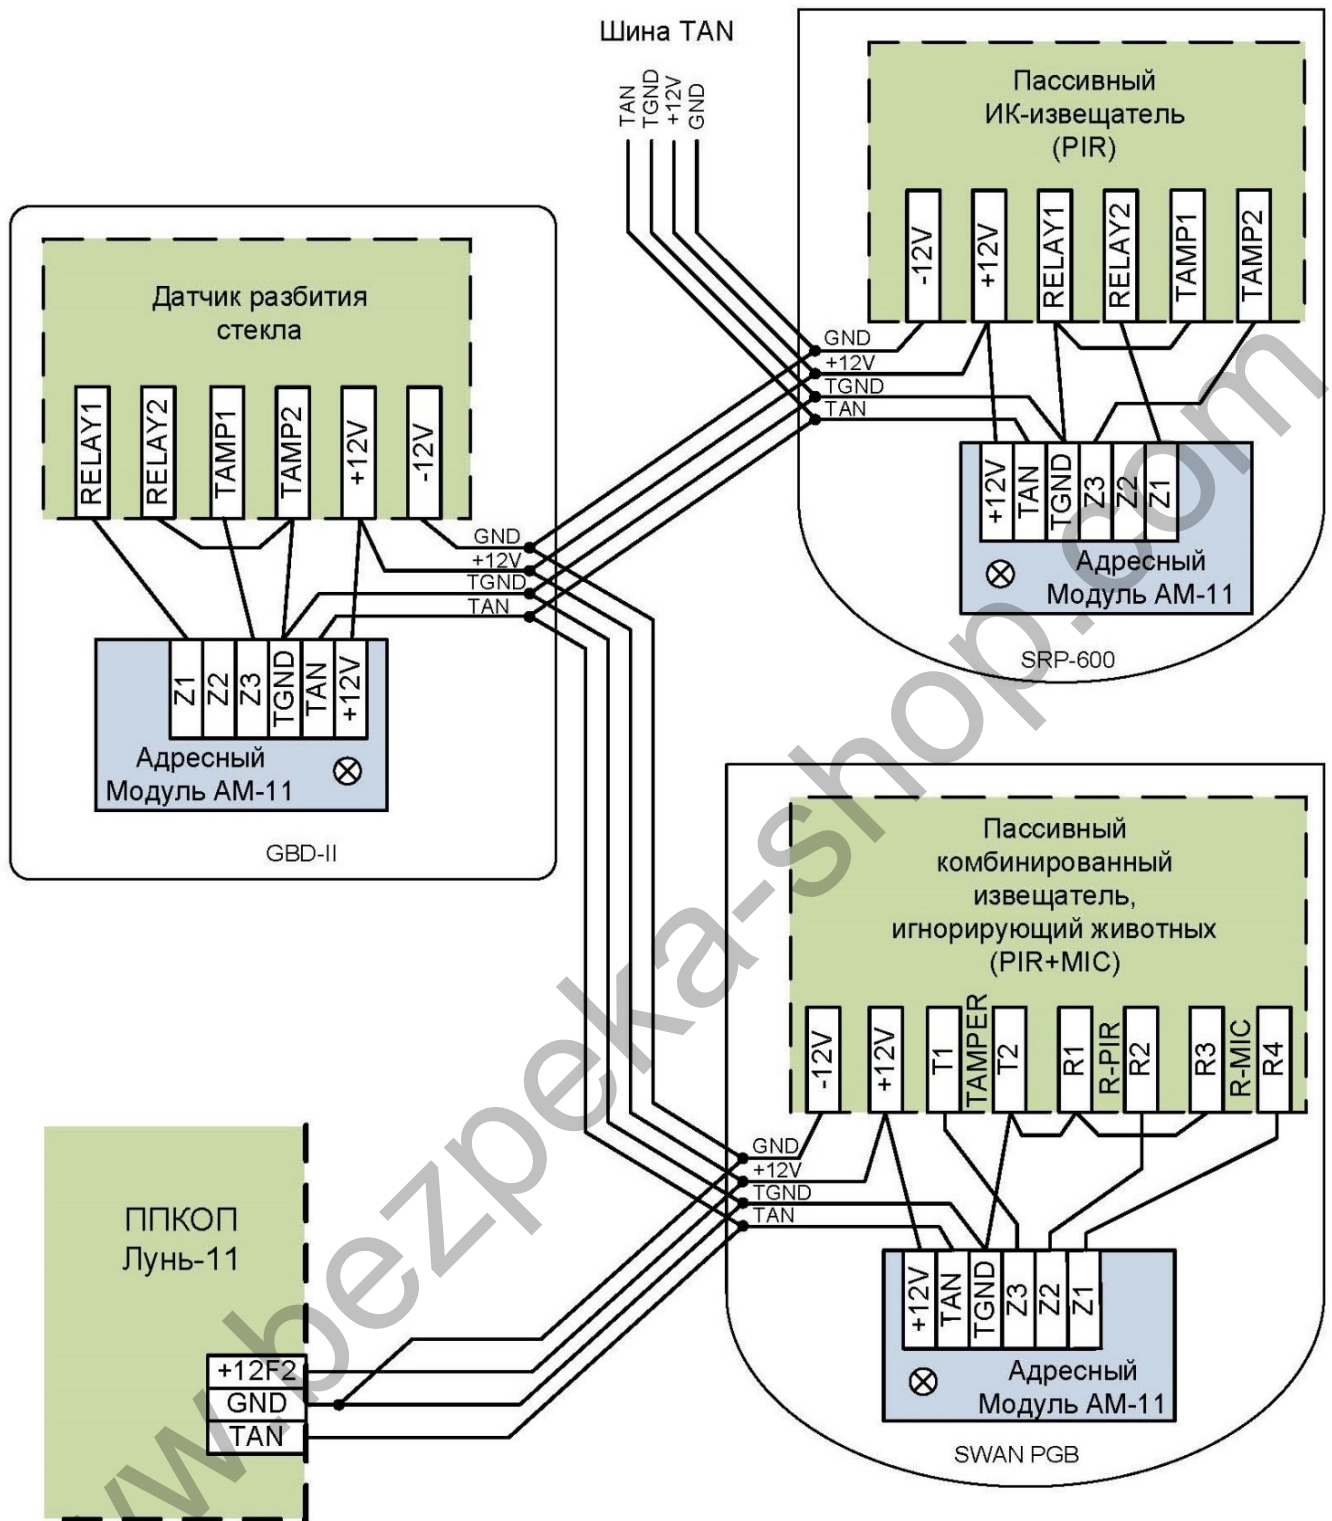 Шина TAN
TAN
TGND
+12V
GND
Пассивный
ИК-извещатель
(PIR)
-12V
+12V
RELAY1
RELAY2
TAMP1
TAMP2
GND
+12V
TGND
TAN
+12V
TAN
TGND
Z3
Z2
Z1
Адресный
Модуль АМ-11
SRP-600
Датчик разбития
стекла
RELAY1
RELAY2
TAMP1
TAMP2
+12V
-12V
GND
+12V
TGND
TAN
Z1
Z2
Z3
TGND
TAN
+12V
Адресный
Модуль АМ-11
GBD-II
Пассивный
комбинированный
извещатель,
игнорирующий животных
(PIR+MIC)
-12V
+12V
T1
TAMPER
T2
R1
R-PIR
R2
R3
R-MIC
R4
GND
+12V
TGND
TAN
+12V
TAN
TGND
Z3
Z2
Z1
Адресный
Модуль АМ-11
SWAN PGB
ППКОП
Лунь-11
+12F2
GND
TAN
www.bezpeka-shop.com